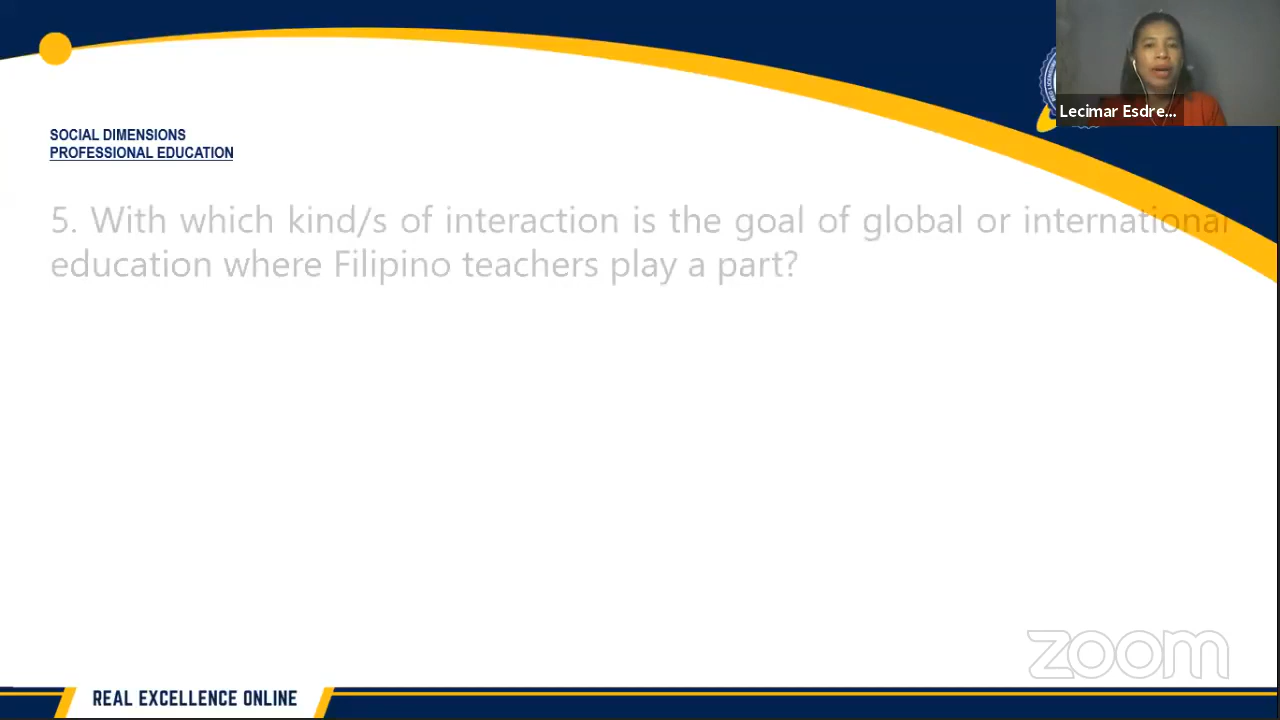 Lecimar Esdre...
SOCIAL DIMENSIONS
PROFESSIONAL EDUCATION
5. With which kind/s of interaction is the goal of global or international
education where Filipino teachers play a part?
zoom
REAL EXCELLENCE ONLINE